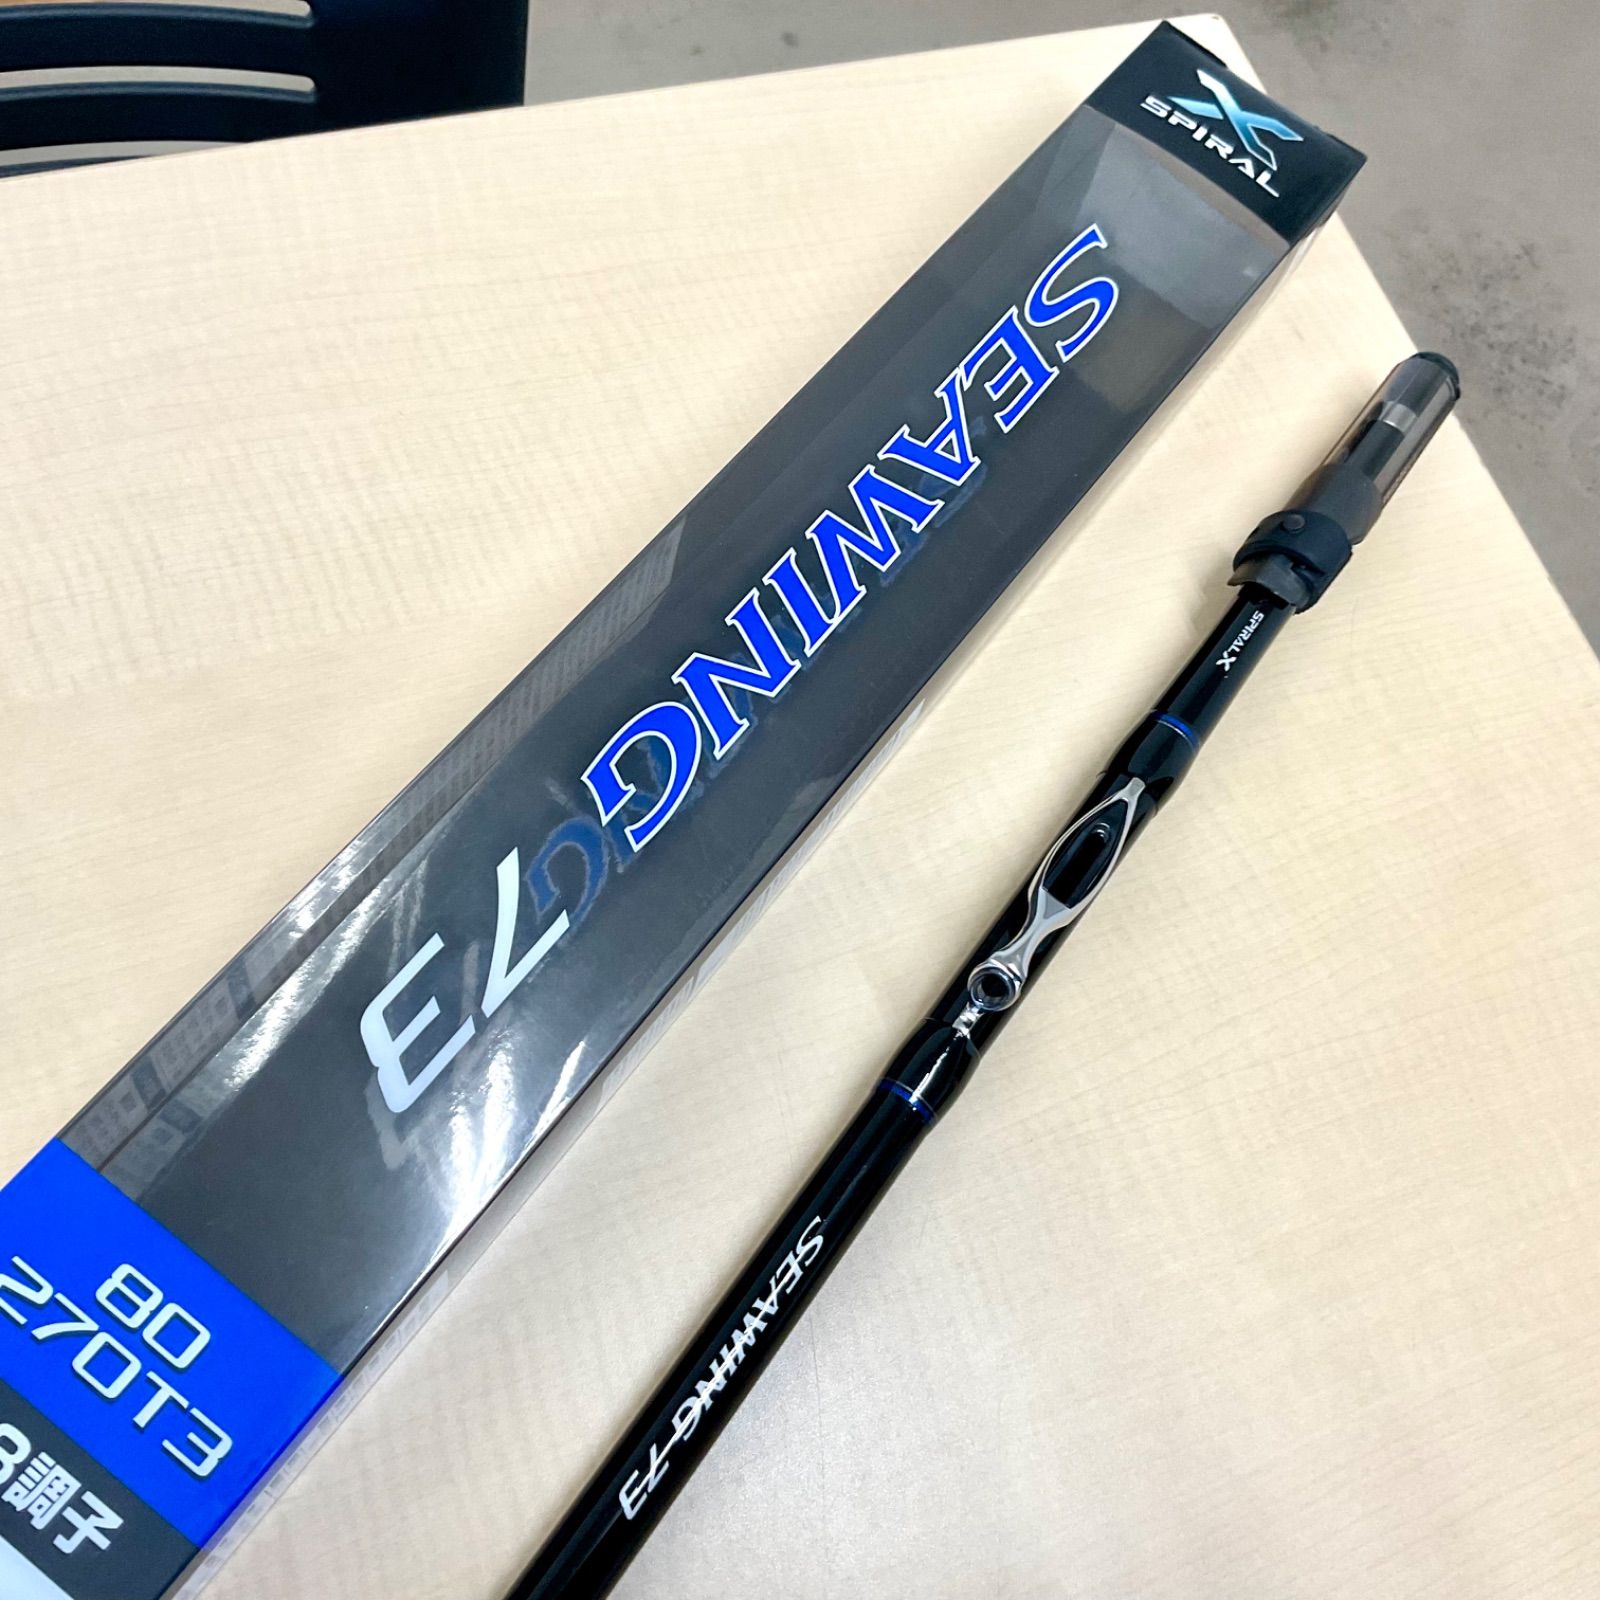 SPIRAL X
SEAWING 73
80
270T3
8調子
SPIRAL X
SEAWING 73